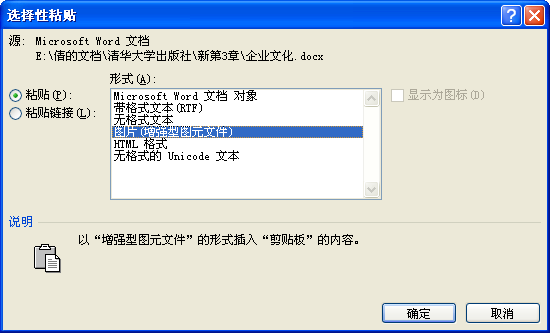 选择性粘贴
源: Microsoft Word 文档
E:\倩的文档\清华大学出版社\新第3章\企业文化.docx
形式(A):
粘贴(P):
粘贴链接(L):
Microsoft Word 文档 对象
带格式文本(RTF)
无格式文本
图片(增强型图元文件)
HTML 格式
无格式的 Unicode 文本
显示为图标(D)
说明
以“增强型图元文件”的形式插入“剪贴板”的内容。
确定
取消